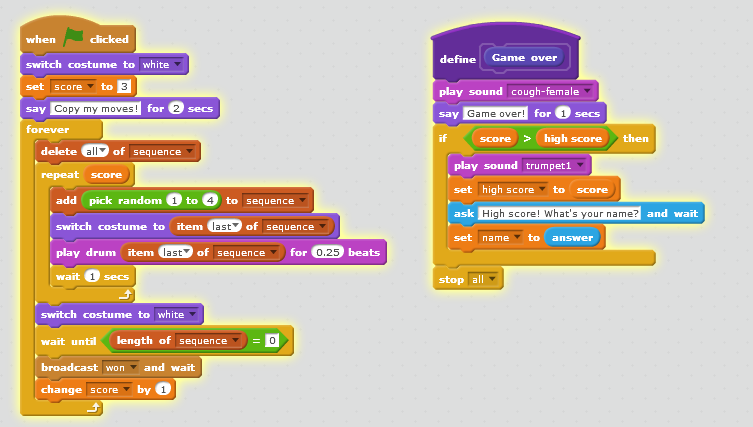 when clicked
switch costume to white
set score to 3
say Copy my moves! for 2 secs
forever
delete all of sequence
repeat score
add pick random 1 to 4 to sequence
switch costume to item last of sequence
play drum item last of sequence for 0.25 beats
wait 1 secs
switch costume to white
wait until length of sequence = 0
broadcast won and wait
change score by 1
define Game over
play sound cough-female
say Game over! for 1 secs
if score > high score then
play sound trumpet1
set high score to score
ask High score! What's your name? and wait
set name to answer
stop all